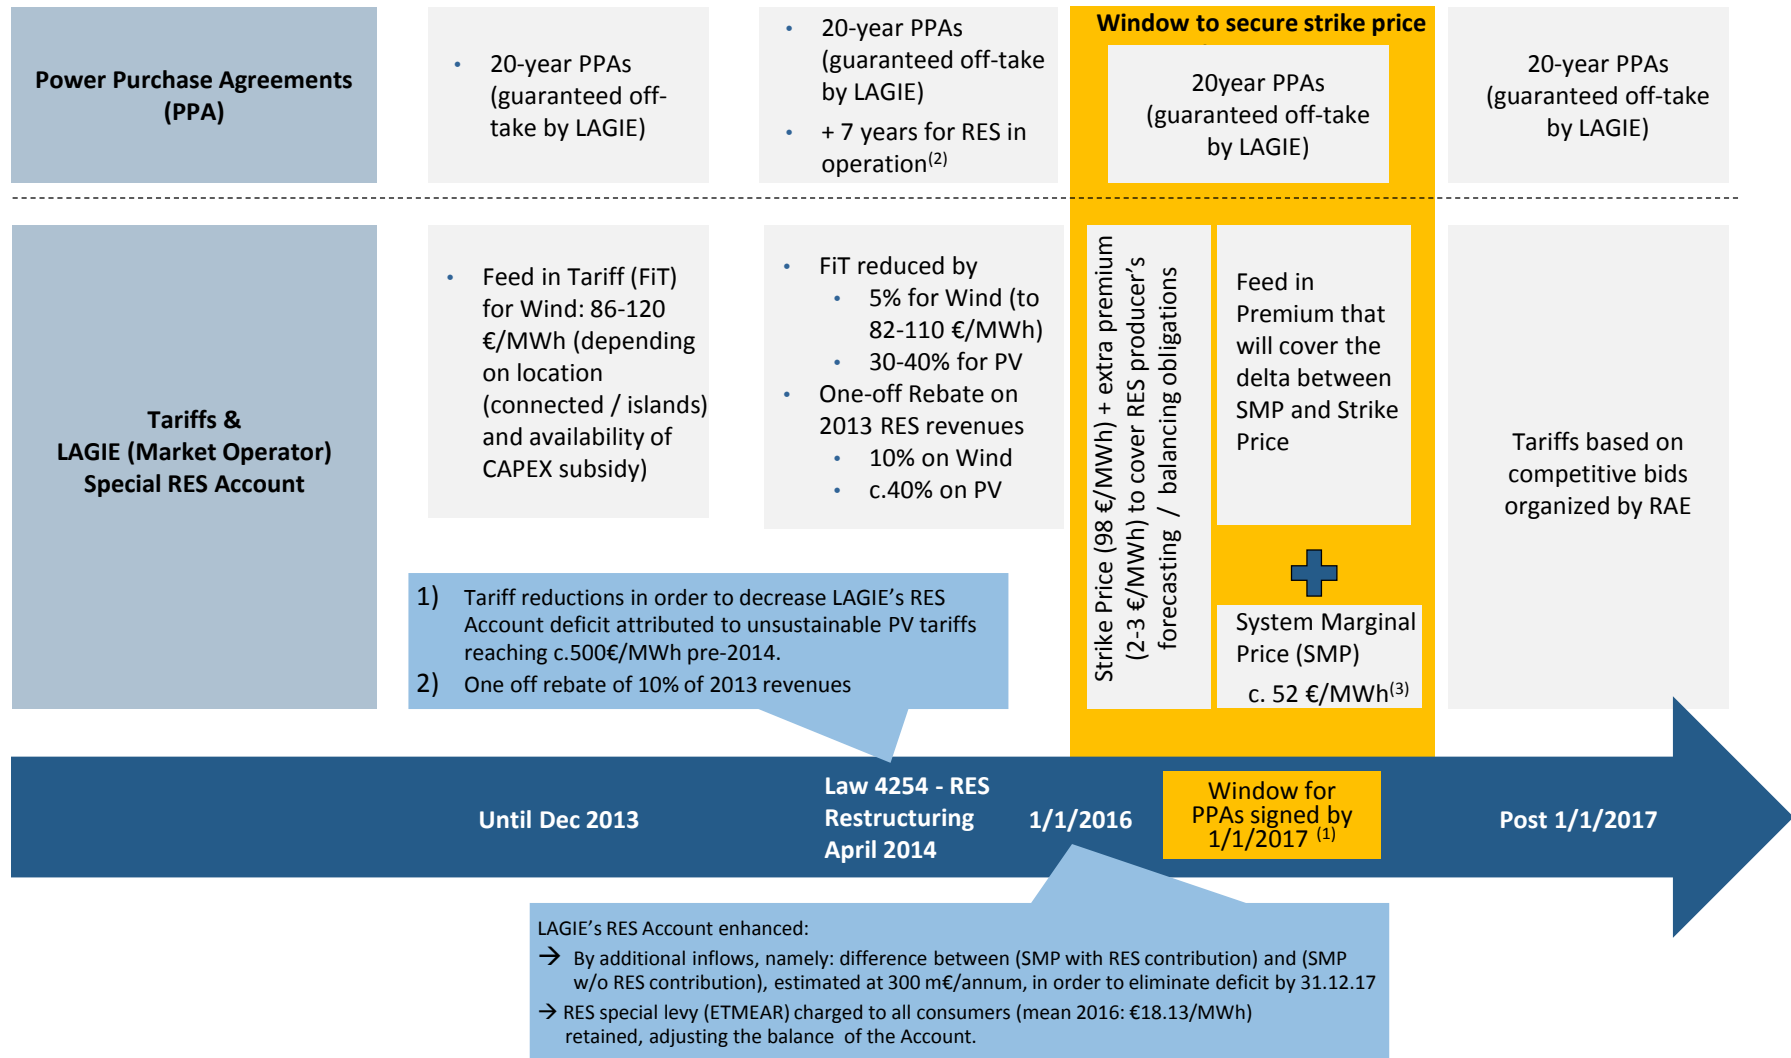 Power Purchase Agreements
(PPA)
• 20-year PPAs
(guaranteed off-
take by LAGIE)
• 20-year PPAs
(guaranteed off-take
by LAGIE)
• + 7 years for RES in
operation(2)
Window to secure strike price
20year PPAs
(guaranteed off-take
by LAGIE)
20-year PPAs
(guaranteed off-take
by LAGIE)
Tariffs &
LAGIE (Market Operator)
Special RES Account
• Feed in Tariff (FiT)
for Wind: 86-120
€/MWh (depending
on location
(connected / islands)
and availability of
CAPEX subsidy)
• FiT reduced by
• 5% for Wind (to
82-110 €/MWh)
• 30-40% for PV
• One-off Rebate on
2013 RES revenues
• 10% on Wind
• c.40% on PV
Strike Price (98 €/MWh) + extra premium
(2-3 €/MWh) to cover RES producer's
forecasting / balancing obligations
Feed in
Premium that
will cover the
delta between
SMP and Strike
Price
System Marginal
Price (SMP)
c. 52 €/MWh(3)
Tariffs based on
competitive bids
organized by RAE
1) Tariff reductions in order to decrease LAGIE's RES
Account deficit attributed to unsustainable PV tariffs
reaching c.500€/MWh pre-2014.
2) One off rebate of 10% of 2013 revenues
Until Dec 2013
Law 4254 - RES
Restructuring
April 2014
1/1/2016
Window for
PPAs signed by
1/1/2017 (1)
Post 1/1/2017
LAGIE's RES Account enhanced:
→ By additional inflows, namely: difference between (SMP with RES contribution) and (SMP
w/o RES contribution), estimated at 300 m€/annum, in order to eliminate deficit by 31.12.17
→ RES special levy (ETMEAR) charged to all consumers (mean 2016: €18.13/MWh)
retained, adjusting the balance of the Account.